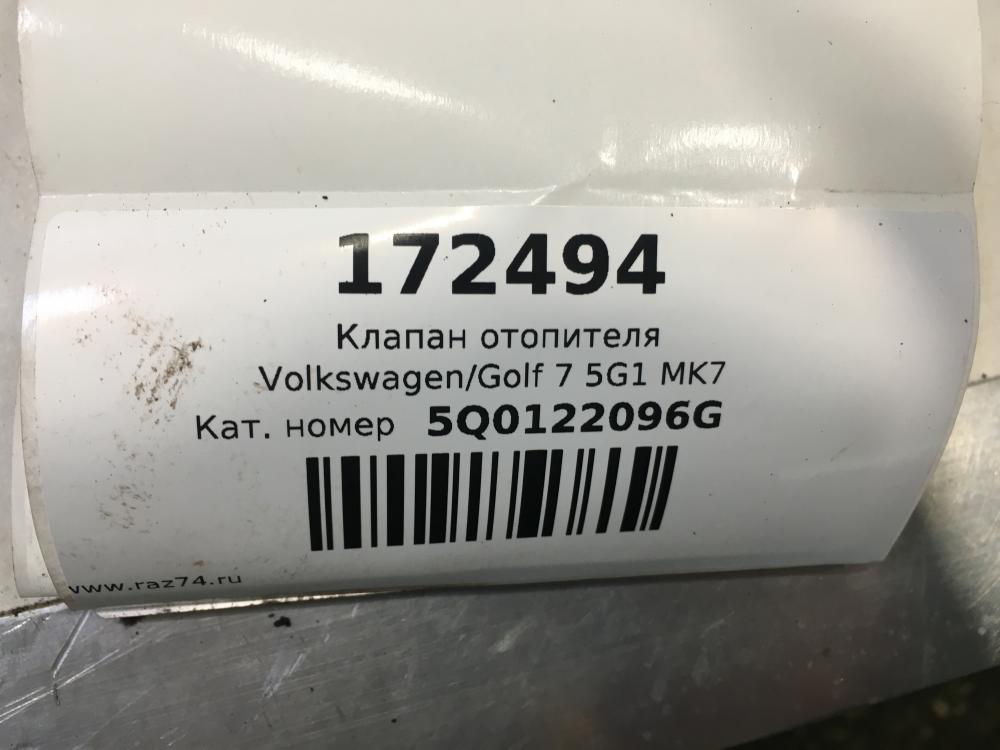 172494
Клапан отопителя
Volkswagen/Golf 7 5G1 MK7
Кат. номер 5Q0122096G
www.raz74.ru